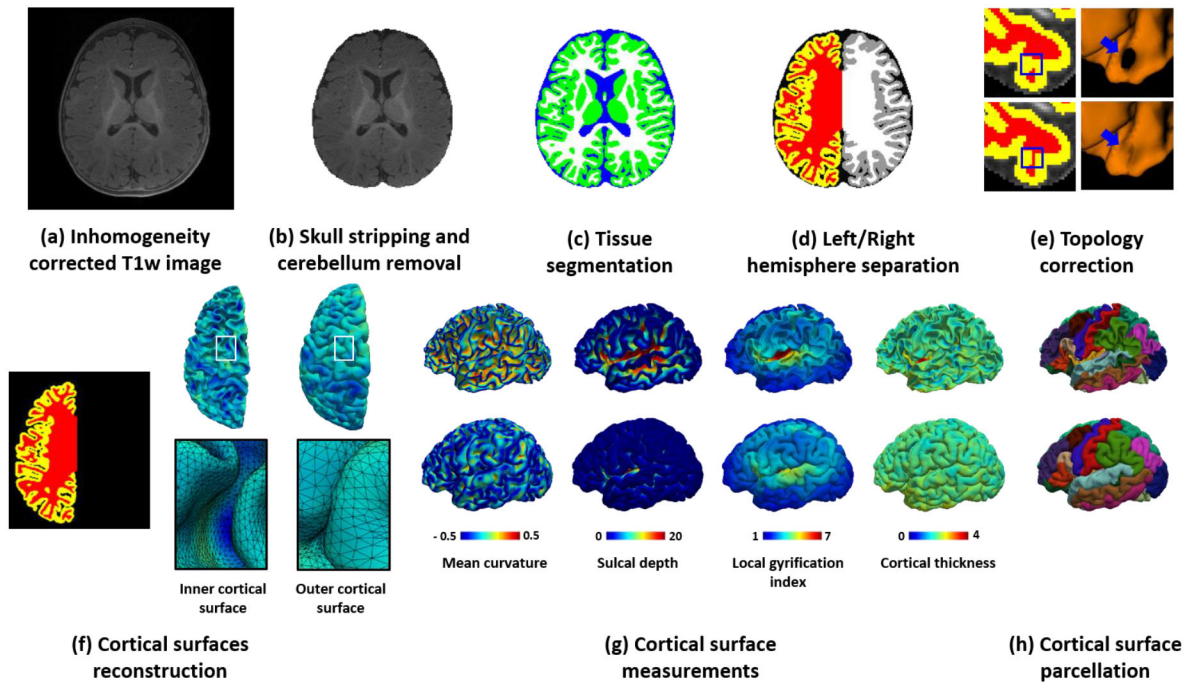 (a) Inhomogeneity
corrected T1w image
(b) Skull stripping and
cerebellum removal
(c) Tissue
segmentation
(d) Left/Right
hemisphere separation
(e) Topology
correction
- 0.5 0.5
Mean curvature
0 20
Sulcal depth
1 7
Local gyrification
index
0 4
Cortical thickness
Inner cortical
surface
Outer cortical
surface
(f) Cortical surfaces
reconstruction
(g) Cortical surface
measurements
(h) Cortical surface
parcellation